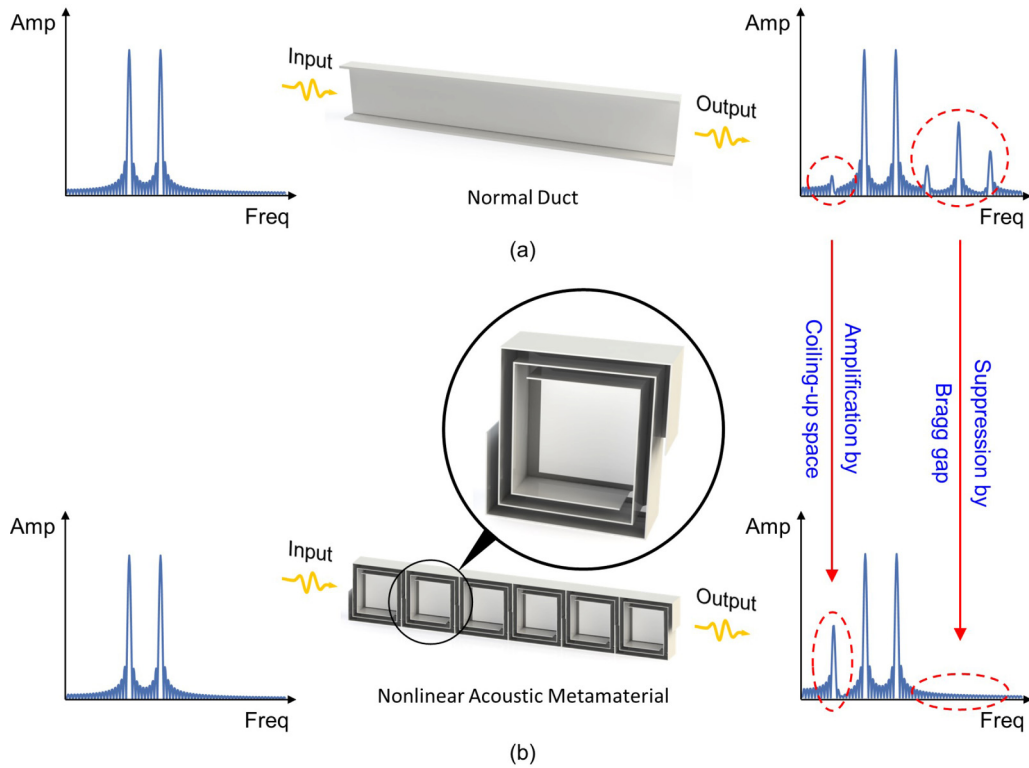 Amp
Freq
Input
Output
Normal Duct
Amp
Freq
(a)
Amplification by
Coiling-up space
Suppression by
Bragg gap
Amp
Freq
Input
Output
Nonlinear Acoustic Metamaterial
Amp
Freq
(b)